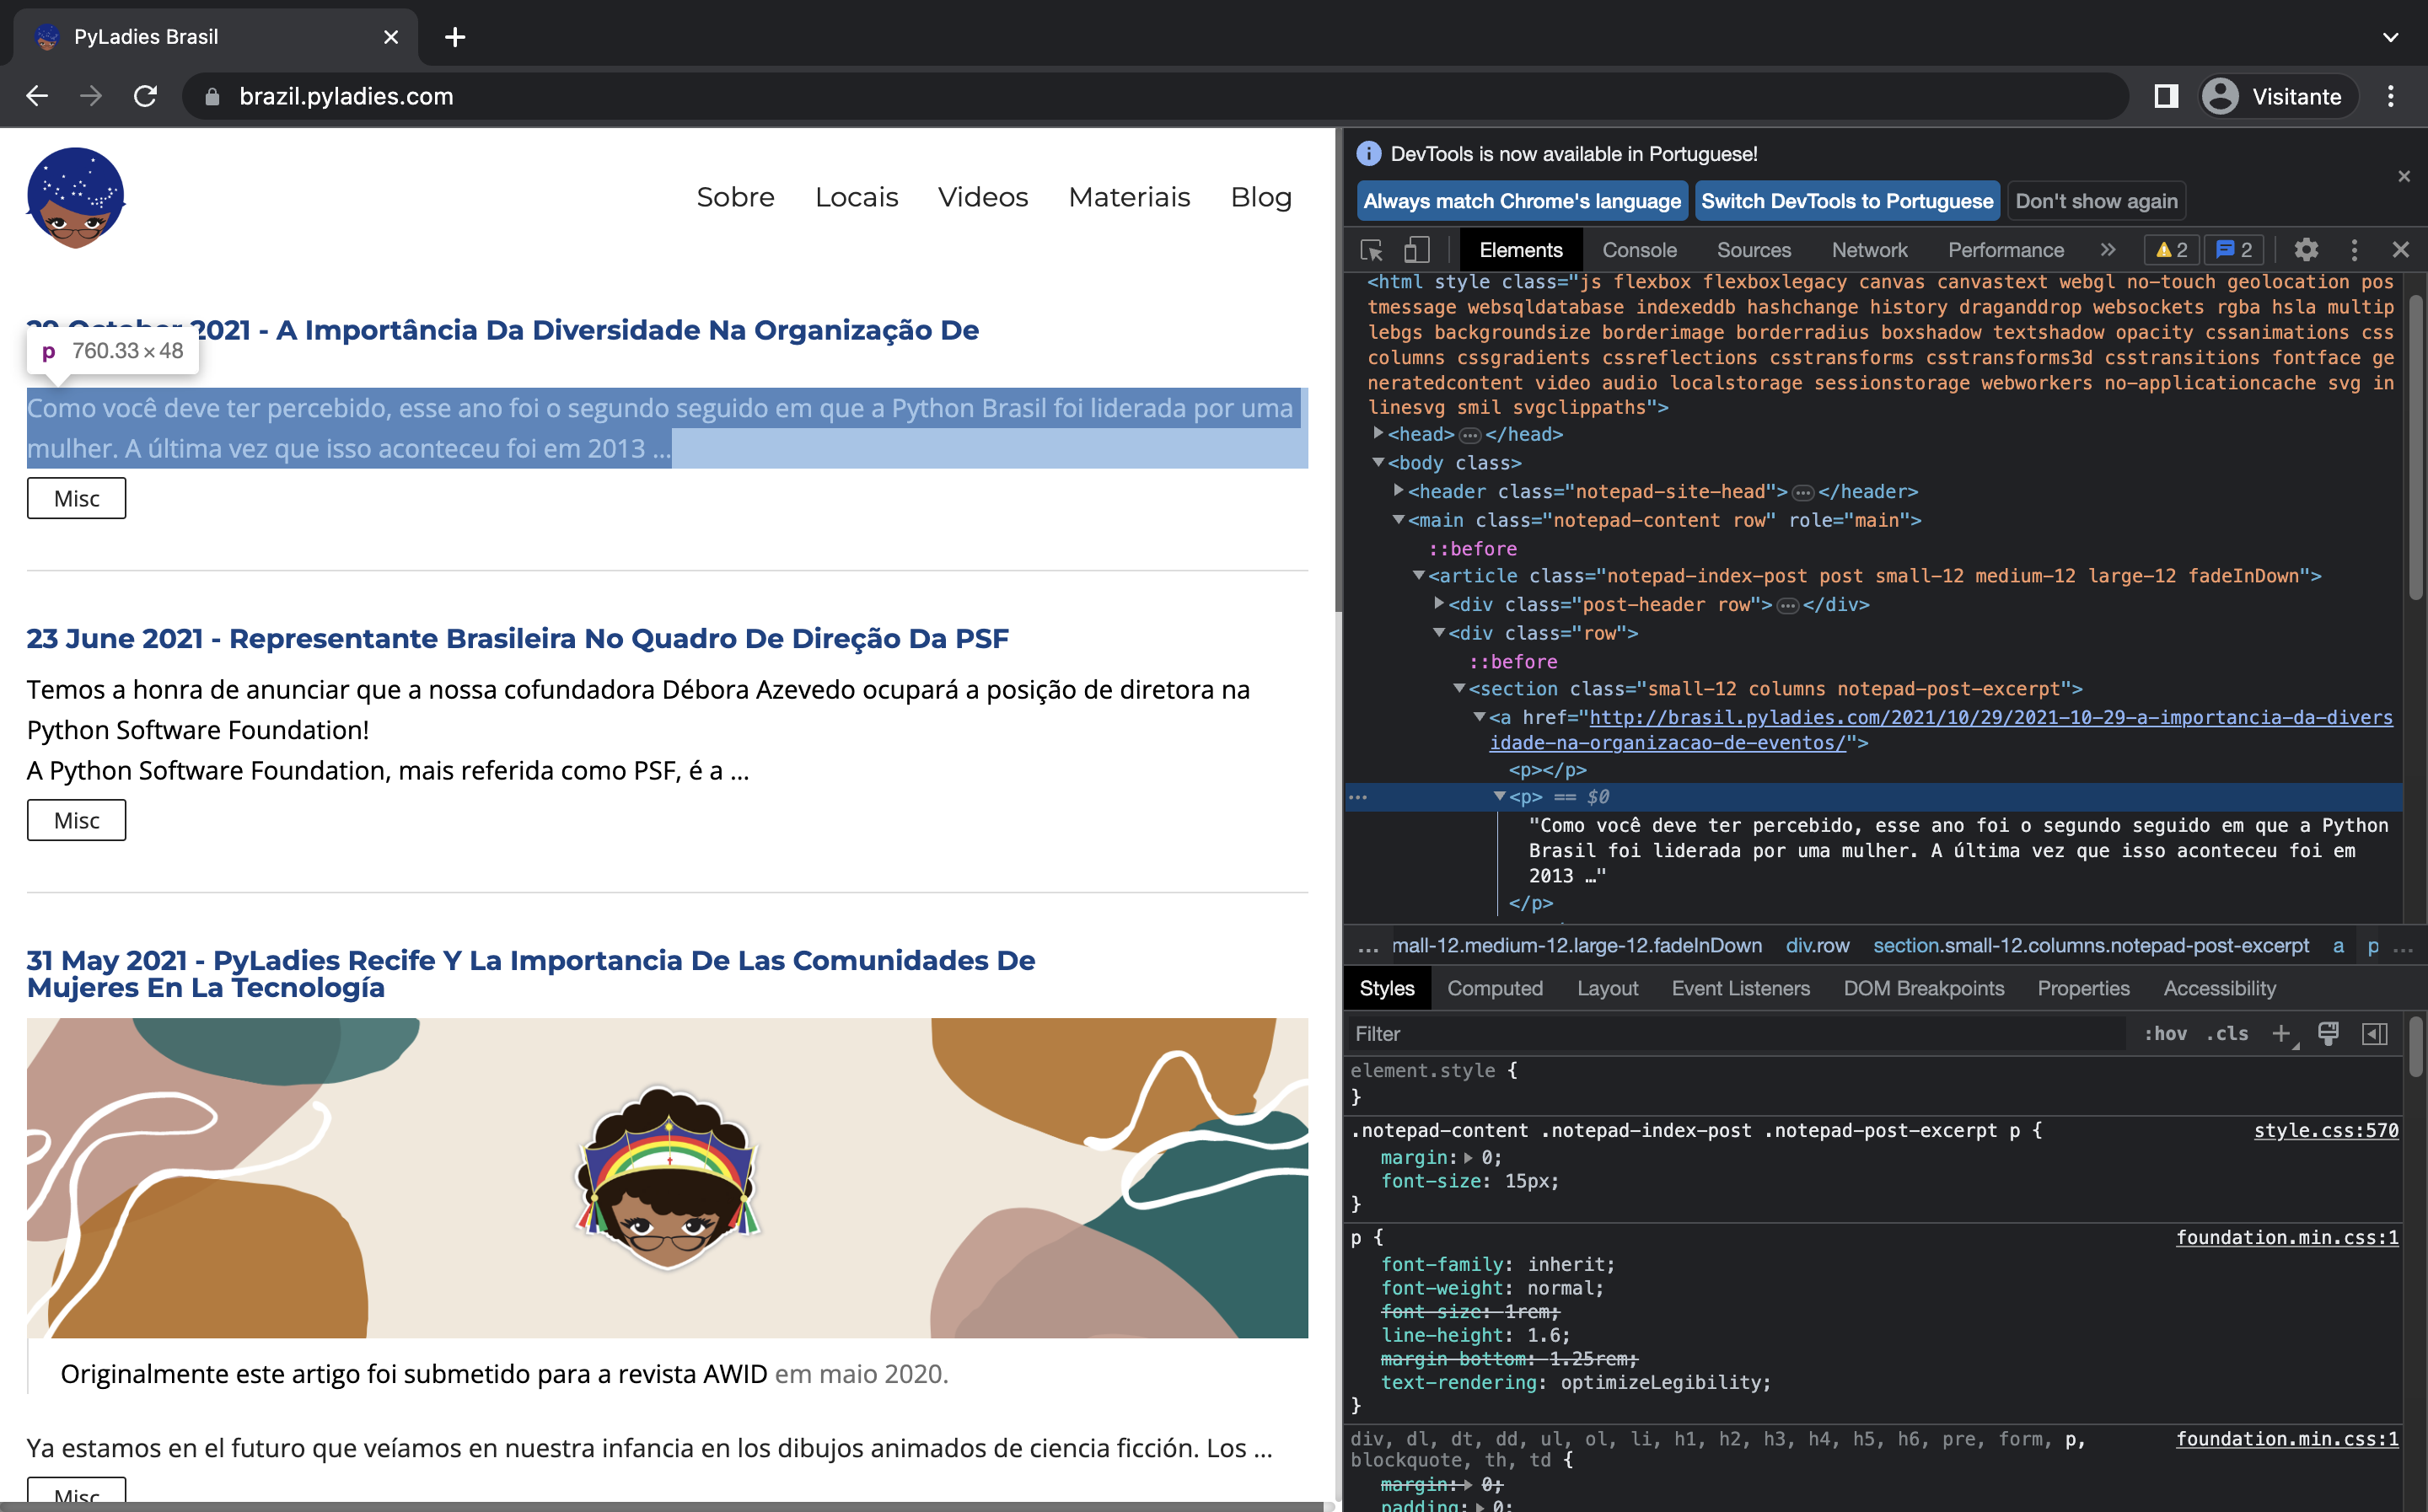 PyLadies Brasil
brazil.pyladies.com
Visitante
Sobre Locais Videos Materiais Blog
2021 - A Importância Da Diversidade Na Organização De
p 760.33 × 48
Como você deve ter percebido, esse ano foi o segundo seguido em que a Python Brasil foi liderada por uma
mulher. A última vez que isso aconteceu foi em 2013 ...
Misc
23 June 2021 - Representante Brasileira No Quadro De Direção Da PSF
Temos a honra de anunciar que a nossa cofundadora Débora Azevedo ocupará a posição de diretora na
Python Software Foundation!
A Python Software Foundation, mais referida como PSF, é a ...
Misc
31 May 2021 - PyLadies Recife Y La Importancia De Las Comunidades De
Mujeres En La Tecnología
Originalmente este artigo foi submetido para a revista AWID em maio 2020.
Ya estamos en el futuro que veíamos en nuestra infancia en los dibujos animados de ciencia ficción. Los ...
Misc
DevTools is now available in Portuguese!
Always match Chrome's language Switch DevTools to Portuguese Don't show again
Elements Console Sources Network Performance » 2 2
<html style class="js flexbox flexboxlegacy canvas canvastext webgl no-touch geolocation pos
tmessage websqldatabase indexeddb hashchange history draganddrop websockets rgba hsla multip
lebgs backgroundsize borderimage borderradius boxshadow textshadow opacity cssanimations css
columns cssgradients cssreflections csstransforms csstransforms3d csstransitions fontface ge
neratedcontent video audio localstorage sessionstorage webworkers no-applicationcache svg in
linesvg smil svgclippaths">
<head> ... </head>
<body class>
<header class="notepad-site-head"> ... </header>
<main class="notepad-content row" role="main">
::before
<article class="notepad-index-post post small-12 medium-12 large-12 fadeInDown">
<div class="post-header row"> ... </div>
<div class="row">
::before
<section class="small-12 columns notepad-post-excerpt">
<a href="http://brasil.pyladies.com/2021/10/29/2021-10-29-a-importancia-da-divers
idade-na-organizacao-de-eventos/">
<p></p>
... <p> == $0
"Como você deve ter percebido, esse ano foi o segundo seguido em que a Python
Brasil foi liderada por uma mulher. A última vez que isso aconteceu foi em
2013 …"
</p>
... mall-12.medium-12.large-12.fadeInDown div.row section.small-12.columns.notepad-post-excerpt a p ...
Styles Computed Layout Event Listeners DOM Breakpoints Properties Accessibility
Filter :hov .cls +
element.style {
}
.notepad-content .notepad-index-post .notepad-post-excerpt p { style.css:570
margin: 0;
font-size: 15px;
}
p { foundation.min.css:1
font-family: inherit;
font-weight: normal;
font-size: 1rem;
line-height: 1.6;
margin-bottom: 1.25rem;
text-rendering: optimizeLegibility;
}
div, dl, dt, dd, ul, ol, li, h1, h2, h3, h4, h5, h6, pre, form, p, foundation.min.css:1
blockquote, th, td {
margin: 0;
padding: 0;